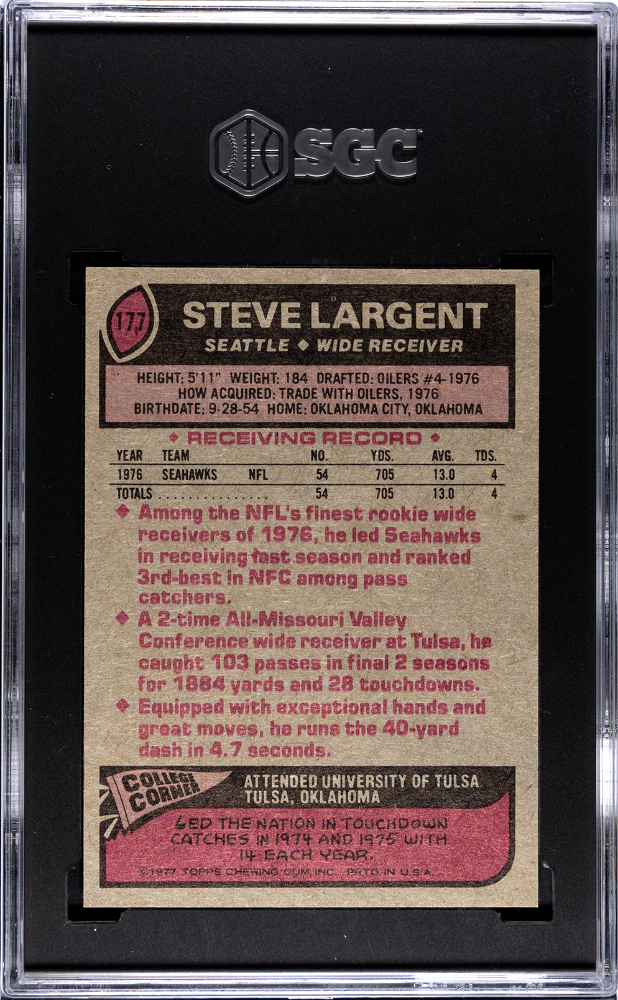 SGC
177
STEVE LARGENT
SEATTLE ◆ WIDE RECEIVER
HEIGHT: 5'11" WEIGHT: 184 DRAFTED: OILERS #4-1976
HOW ACQUIRED: TRADE WITH OILERS, 1976
BIRTHDATE: 9-28-54 HOME: OKLAHOMA CITY, OKLAHOMA
◆ RECEIVING RECORD ◆
YEAR TEAM NO. YDS. AVG. TDS.
1976 SEAHAWKS NFL 54 705 13.0 4
TOTALS . . . . . . . . . . . . . . . 54 705 13.0 4
◆ Among the NFL's finest rookie wide
receivers of 1976, he led Seahawks
in receiving last season and ranked
3rd-best in NFC among pass
catchers.
◆ A 2-time All-Missouri Valley
Conference wide receiver at Tulsa, he
caught 103 passes in final 2 seasons
for 1884 yards and 28 touchdowns.
◆ Equipped with exceptional hands and
great moves, he runs the 40-yard
dash in 4.7 seconds.
COLLEGE
CORNER
ATTENDED UNIVERSITY OF TULSA
TULSA, OKLAHOMA
LED THE NATION IN TOUCHDOWN
CATCHES IN 1974 AND 1975 WITH
14 EACH YEAR.
©1977 TOPPS CHEWING GUM, INC. PRTD. IN U.S.A.